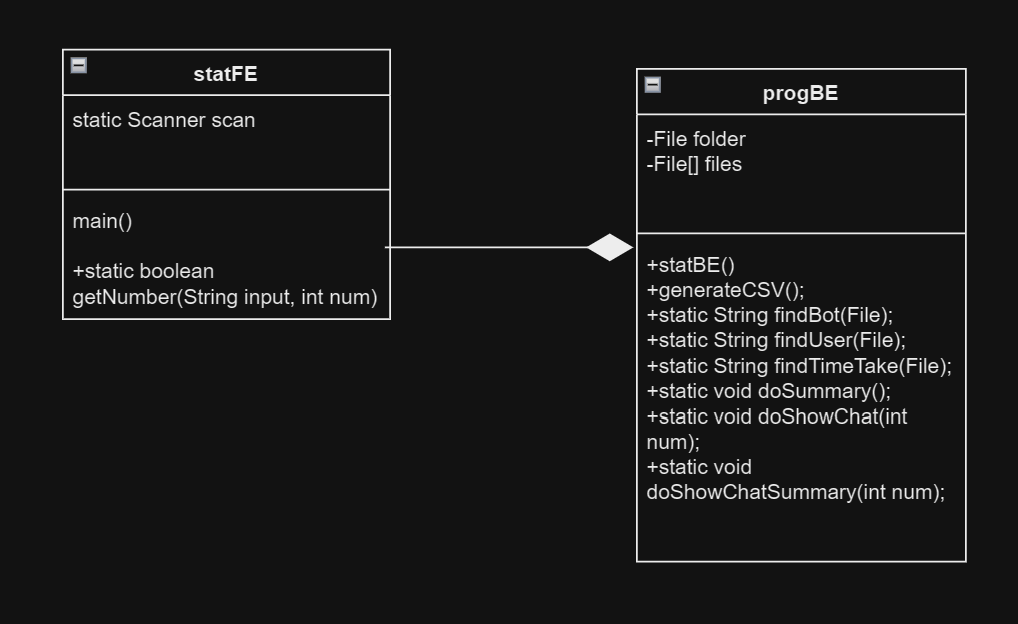 statFE
static Scanner scan
main()
+static boolean
getNumber(String input, int num)
progBE
-File folder
-File[] files
+statBE()
+generateCSV();
+static String findBot(File);
+static String findUser(File);
+static String findTimeTake(File);
+static void doSummary();
+static void doShowChat(int
num);
+static void
doShowChatSummary(int num);